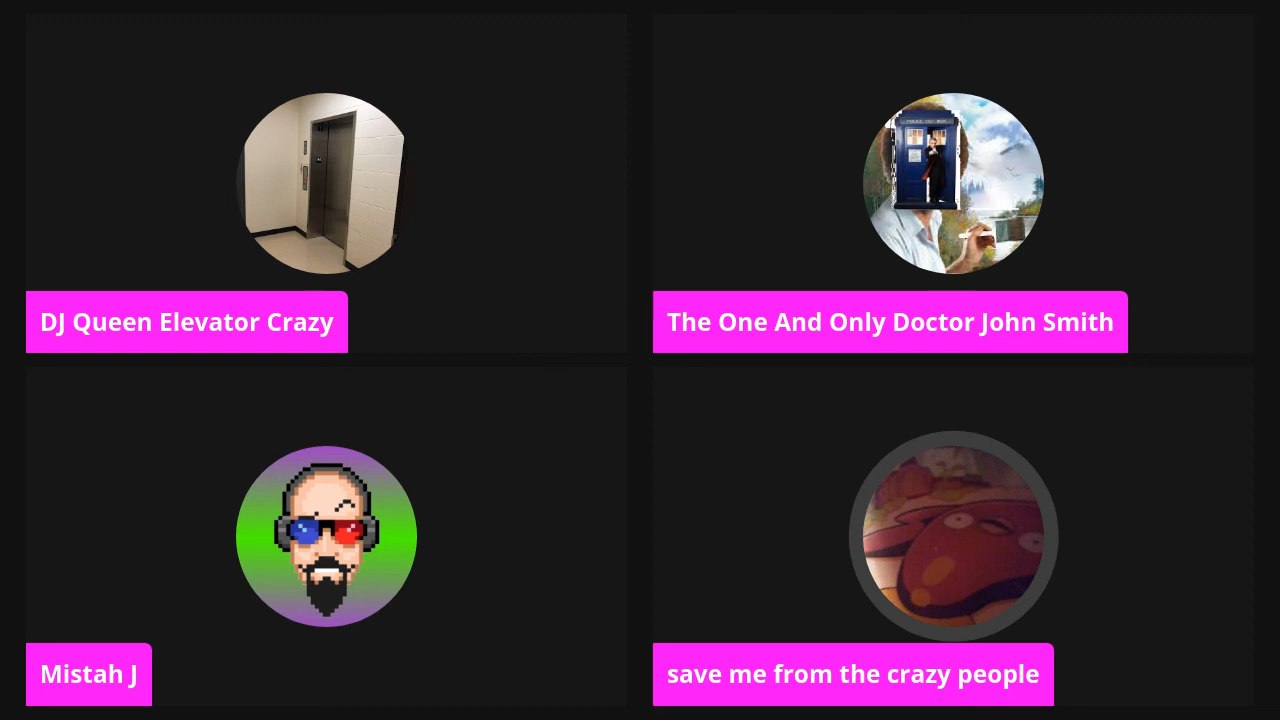 DJ Queen Elevator Crazy
The One And Only Doctor John Smith
Mistah J
save me from the crazy people